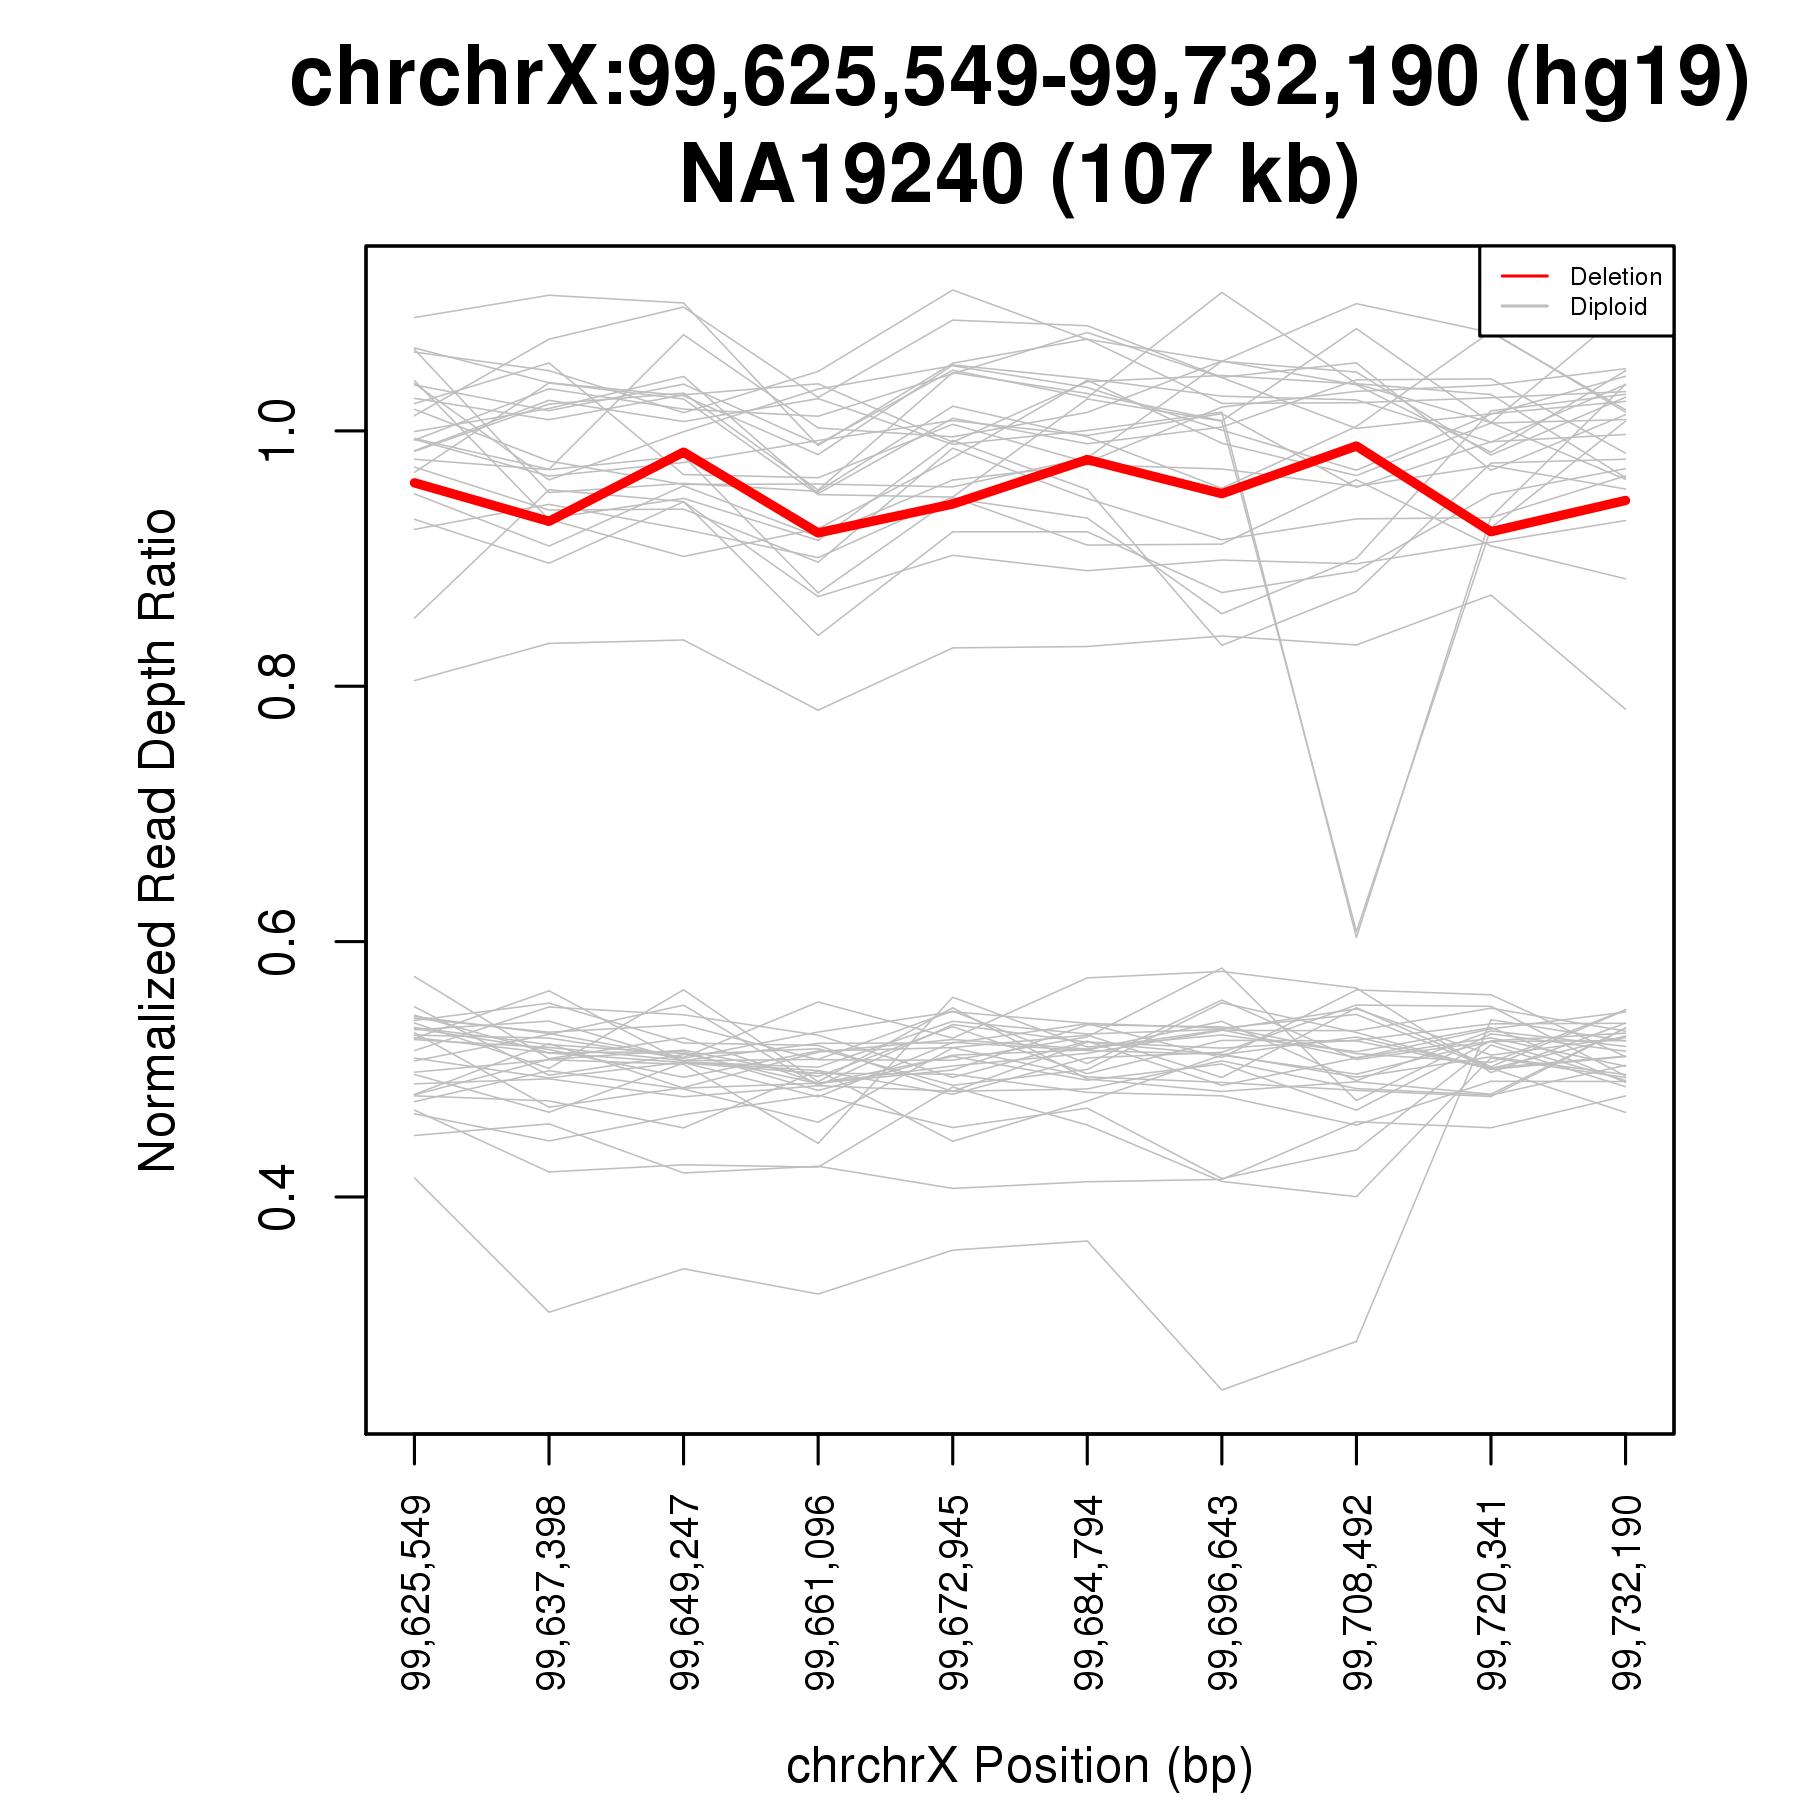 chrchrX:99,625,549-99,732,190 (hg19)
NA19240 (107 kb)
Deletion
Diploid
Normalized Read Depth Ratio
1.0
0.8
0.6
0.4
99,625,549
99,637,398
99,649,247
99,661,096
99,672,945
99,684,794
99,696,643
99,708,492
99,720,341
99,732,190
chrchrX Position (bp)